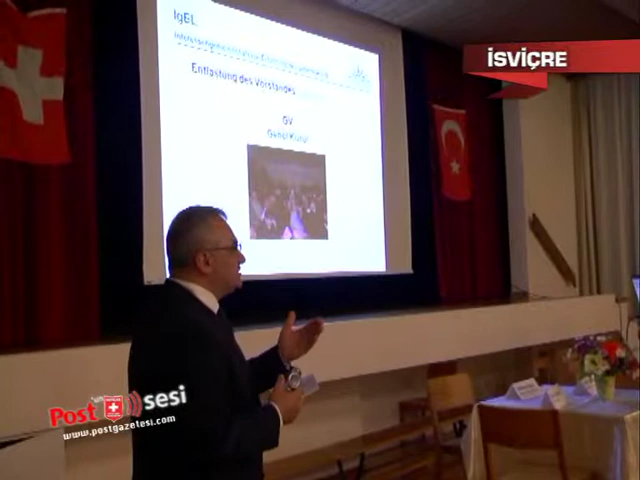 IgEL
Entlastung des Vorstandes
GV
Genel Kurul
İSVİÇRE
Post sesi
www.postgazetesi.com